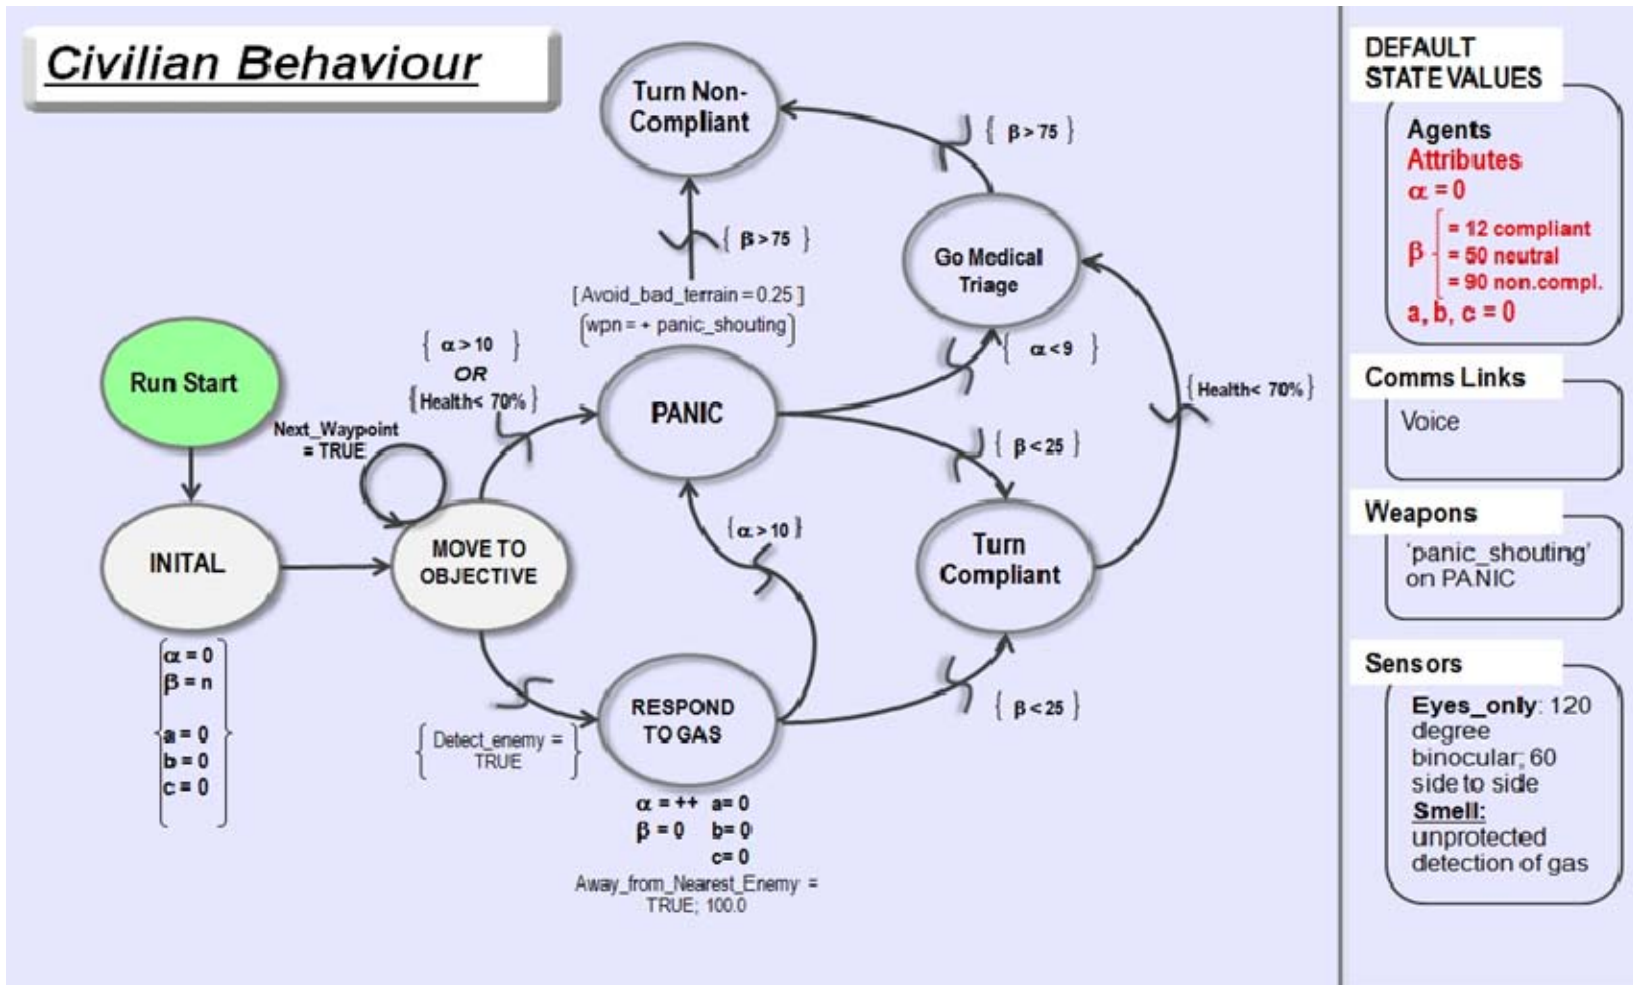 Civilian Behaviour
Turn Non-
Compliant
{ β > 75 }
{ β > 75 }
Go Medical
Triage
[Avoid_bad_terrain = 0.25 ]
(wpn = + panic_shouting)
Run Start
{ α > 10 }
OR
{Health< 70%}
{ α < 9 }
PANIC
{Health< 70%}
Next_Waypoint
= TRUE
{ β < 25 }
{α > 10 }
INITAL
MOVE TO
OBJECTIVE
Turn
Compliant
α = 0
β = n
a = 0
b = 0
c = 0
{ Detect_enemy = }
TRUE
RESPOND
TO GAS
{ β < 25 }
α = ++ a= 0
β = 0 b= 0
c= 0
Away_from_Nearest_Enemy =
TRUE; 100.0
DEFAULT
STATE VALUES
Agents
Attributes
α = 0
β
= 12 compliant
= 50 neutral
= 90 non.compl.
a, b, c = 0
Comms Links
Voice
Weapons
'panic_shouting'
on PANIC
Sensors
Eyes_only: 120
degree
binocular; 60
side to side
Smell:
unprotected
detection of gas